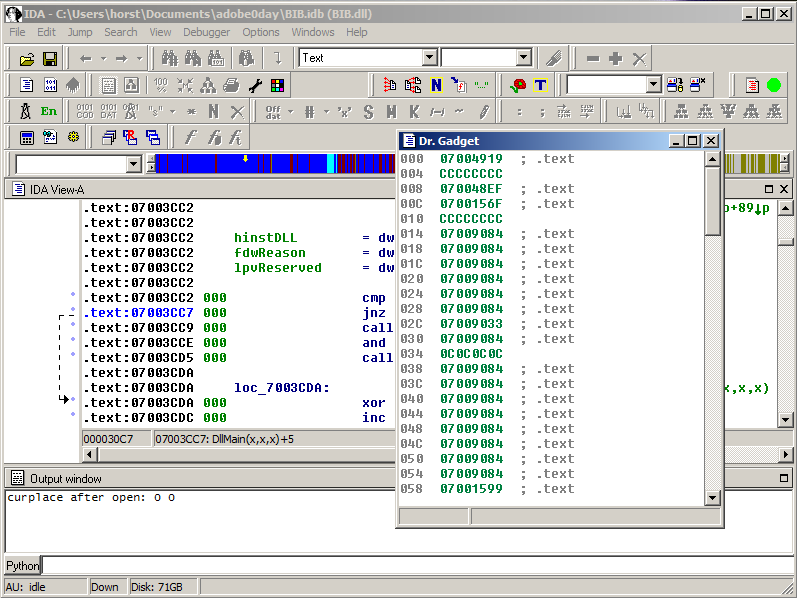 IDA - C:\Users\horst\Documents\adobe0day\BIB.idb (BIB.dll)
File Edit Jump Search View Debugger Options Windows Help
Text
En
IDA View-A
.text:07003CC2
.text:07003CC2
.text:07003CC2 hinstDLL = dw
.text:07003CC2 fdwReason = dw
.text:07003CC2 lpvReserved = dw
.text:07003CC2
.text:07003CC2 000 cmp
.text:07003CC7 000 jnz
.text:07003CC9 000 call
.text:07003CCE 000 and
.text:07003CD5 000 call
.text:07003CDA
.text:07003CDA loc_7003CDA:
.text:07003CDA 000 xor
.text:07003CDC 000 inc
p+89↓p
x,x,x)
000030C7 07003CC7: DllMain(x,x,x)+5
Dr. Gadget
000 07004919 ; .text
004 CCCCCCCC
008 070048EF ; .text
00C 0700156F ; .text
010 CCCCCCCC
014 07009084 ; .text
018 07009084 ; .text
01C 07009084 ; .text
020 07009084 ; .text
024 07009084 ; .text
028 07009084 ; .text
02C 07009033 ; .text
030 07009084 ; .text
034 0C0C0C0C
038 07009084 ; .text
03C 07009084 ; .text
040 07009084 ; .text
044 07009084 ; .text
048 07009084 ; .text
04C 07009084 ; .text
050 07009084 ; .text
054 07009084 ; .text
058 07001599 ; .text
Output window
curplace after open: 0 0
Python
AU: idle Down Disk: 71GB